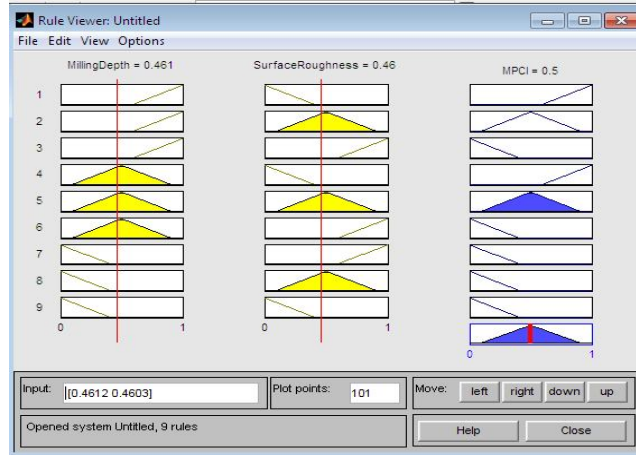 Rule Viewer: Untitled
File Edit View Options
MillingDepth = 0.461 SurfaceRoughness = 0.46 MPCI = 0.5
1
2
3
4
5
6
7
8
9
0 1 0 1
0 1
Input: [0.4612 0.4603] Plot points: 101 Move: left right down up
Opened system Untitled, 9 rules Help Close